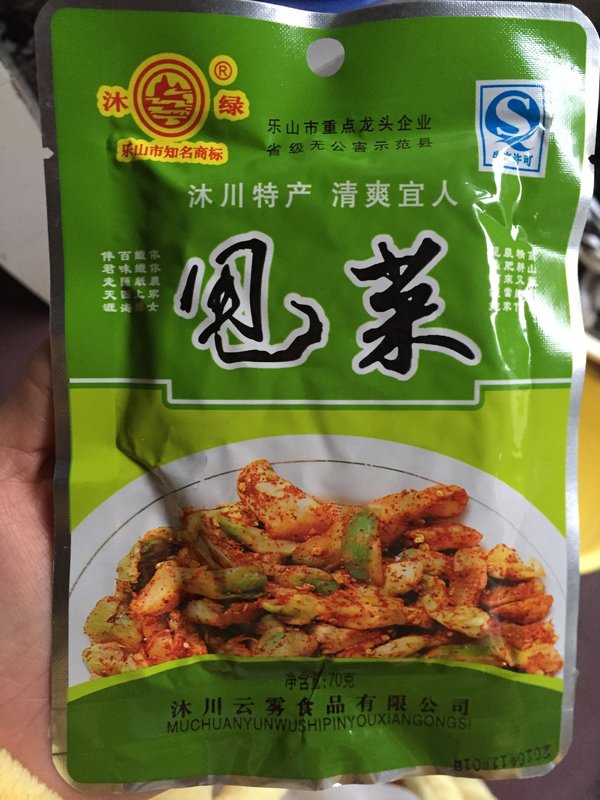 沐 ® 绿
乐山市知名商标
乐山市重点龙头企业
省级无公害示范县
沐川特产 清爽宜人
甩菜
净含量:70克
沐川云雾食品有限公司
MUCHUANYUNWUSHIPINYOUXIANGONGSI